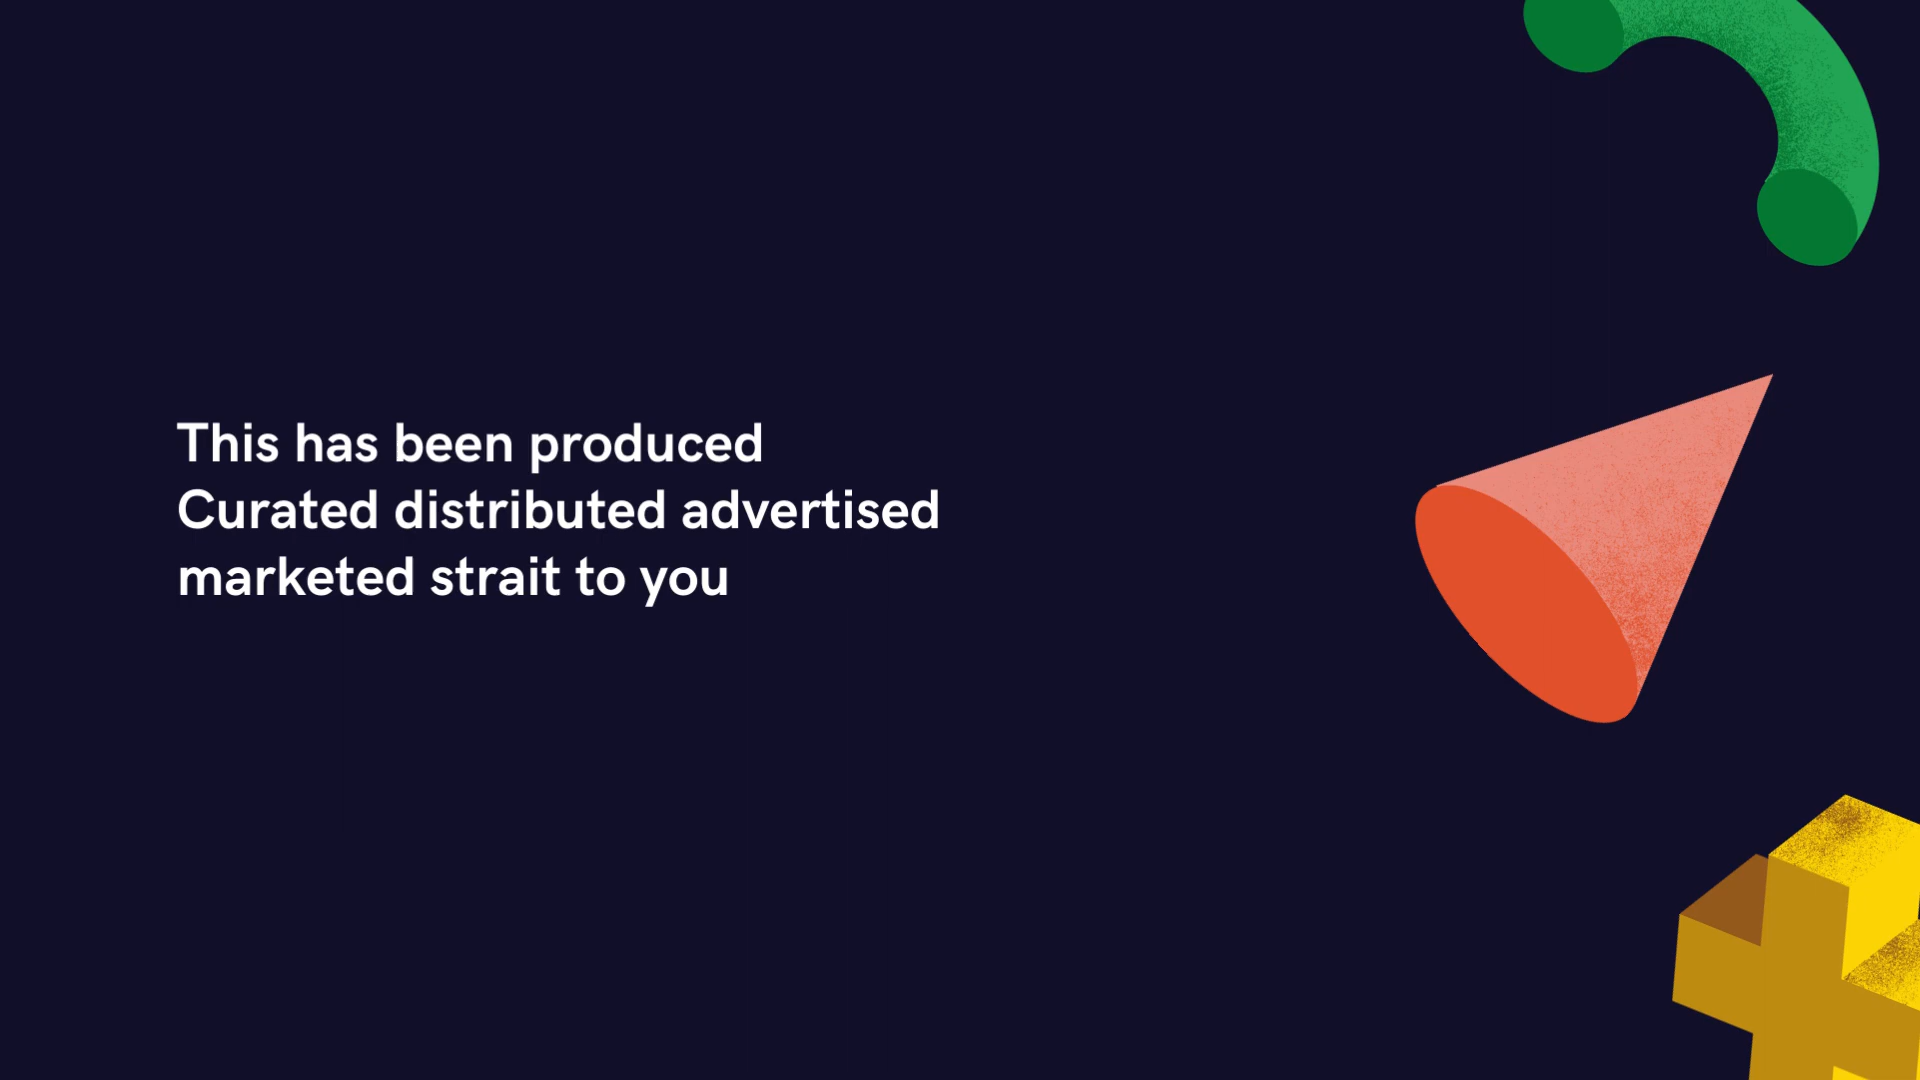 This has been produced
Curated distributed advertised
marketed strait to you